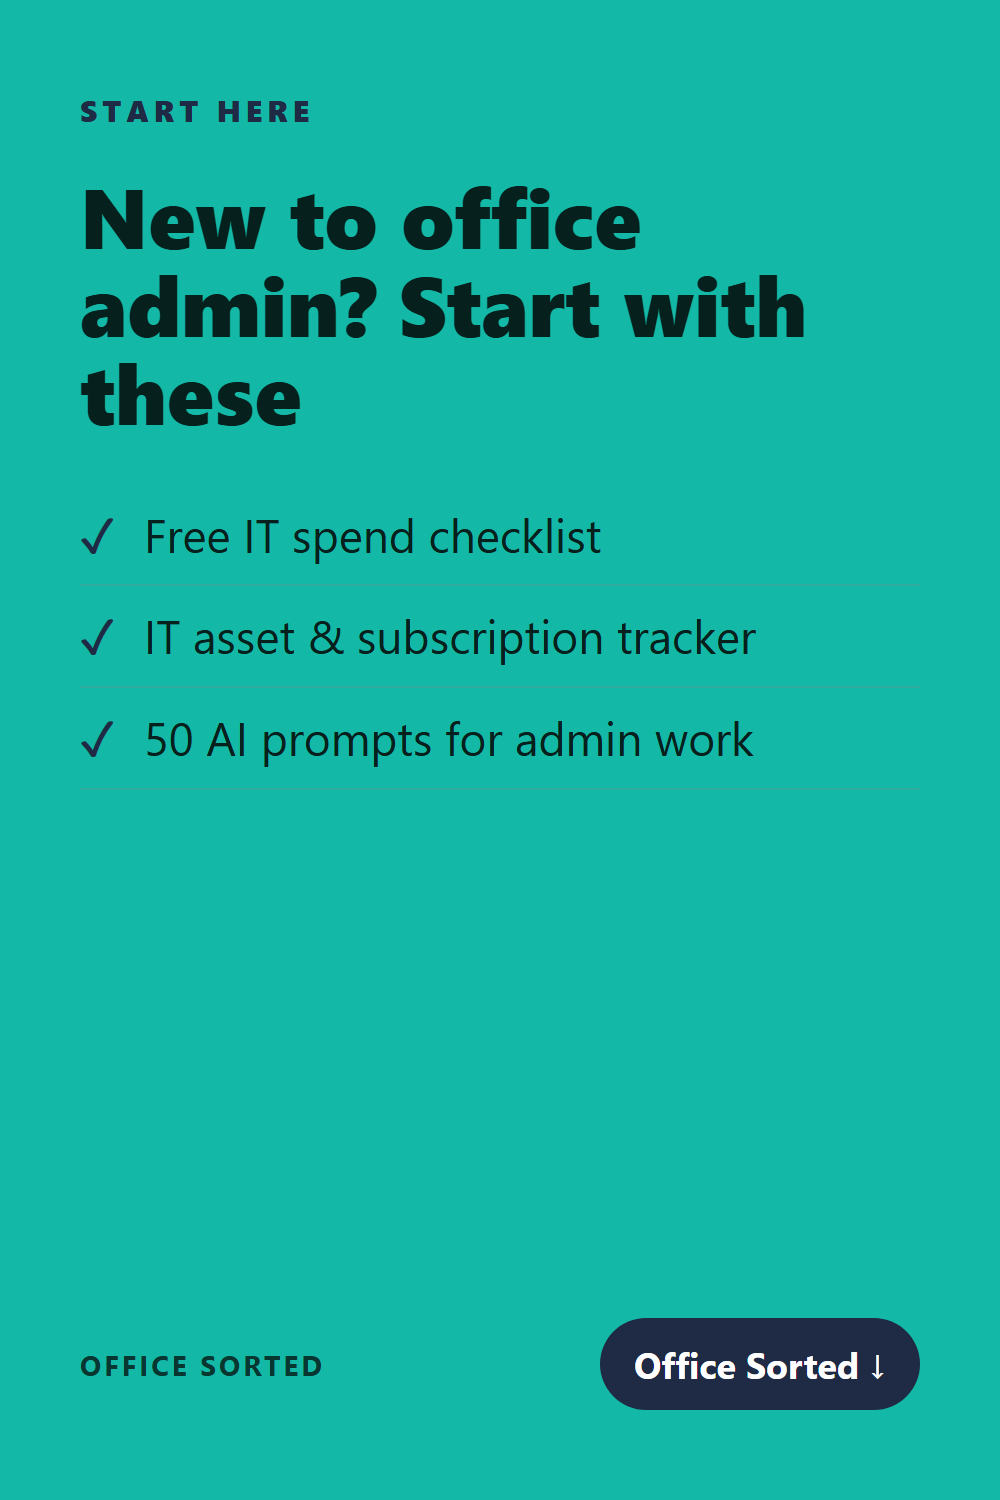 START HERE
New to office
admin? Start with
these
✓ Free IT spend checklist
✓ IT asset & subscription tracker
✓ 50 AI prompts for admin work
OFFICE SORTED
Office Sorted ↓